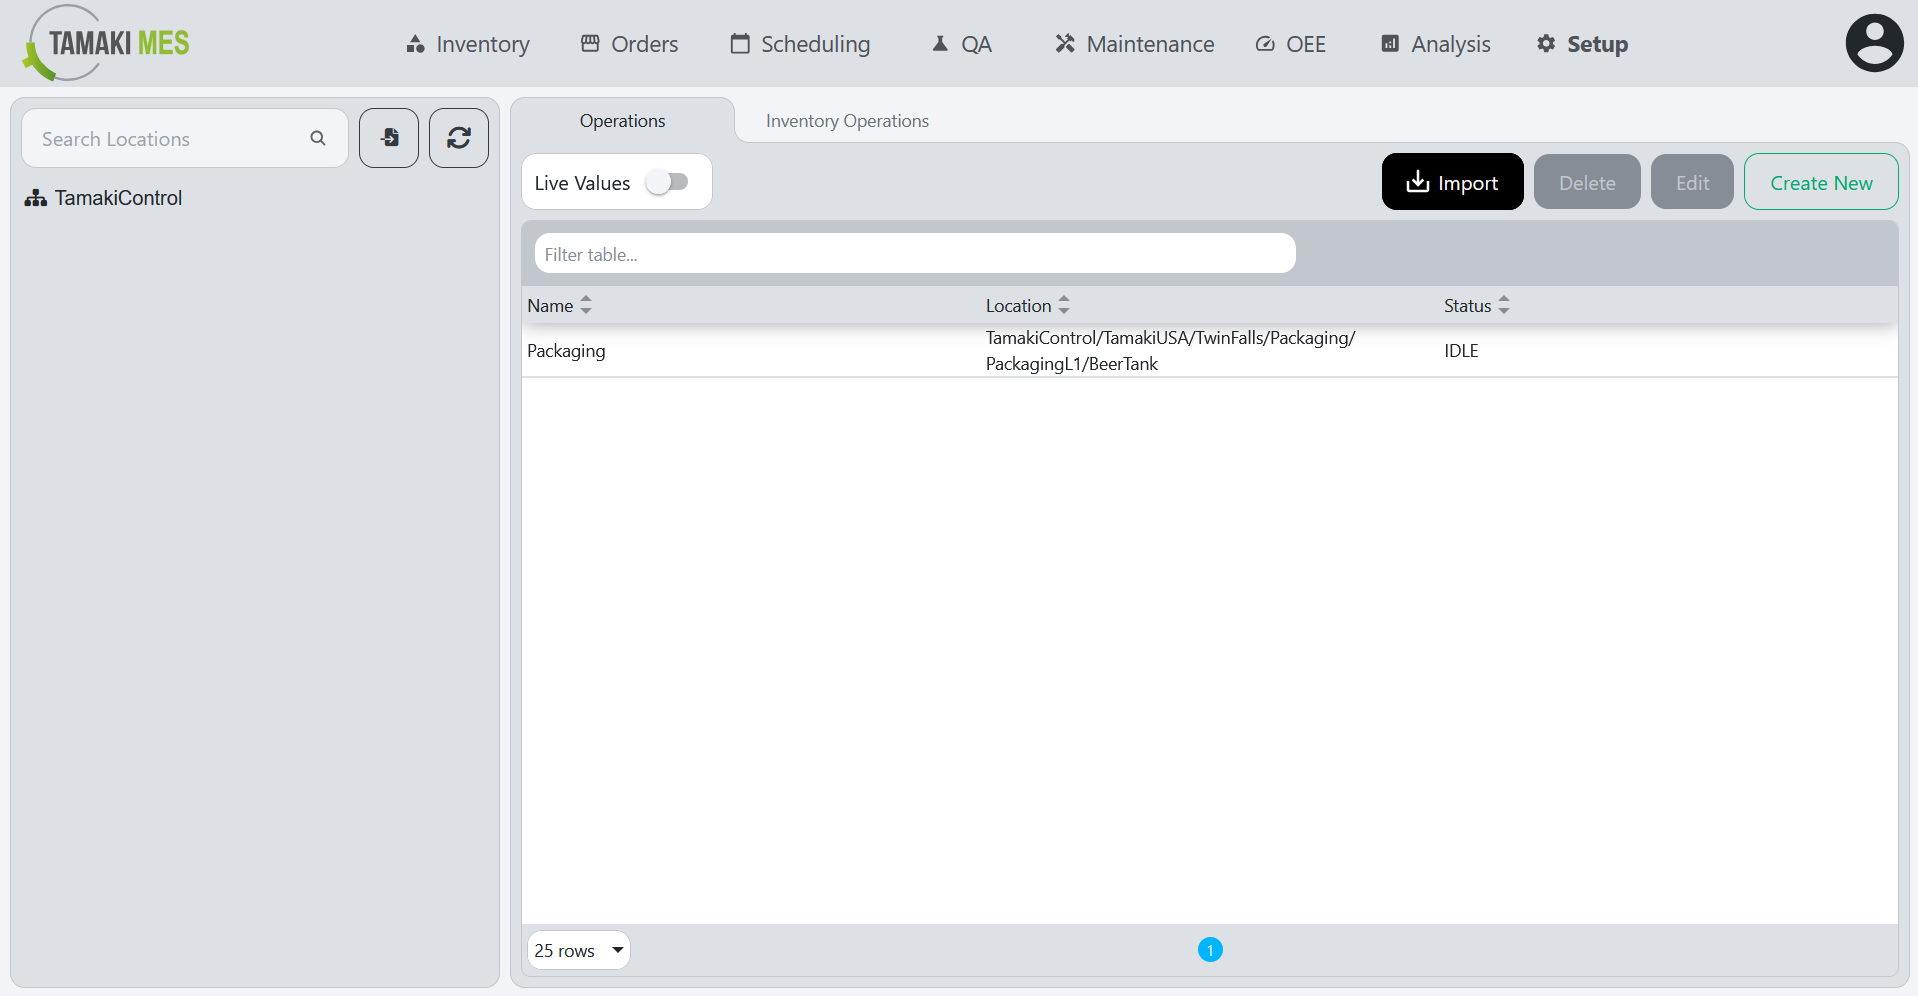 TAMAKI MES
Inventory
Orders
Scheduling
QA
Maintenance
OEE
Analysis
Setup
Search Locations
TamakiControl
Operations
Inventory Operations
Live Values
Import
Delete
Edit
Create New
Filter table...
Name
Location
Status
Packaging
TamakiControl/TamakiUSA/TwinFalls/Packaging/
PackagingL1/BeerTank
IDLE
25 rows
1